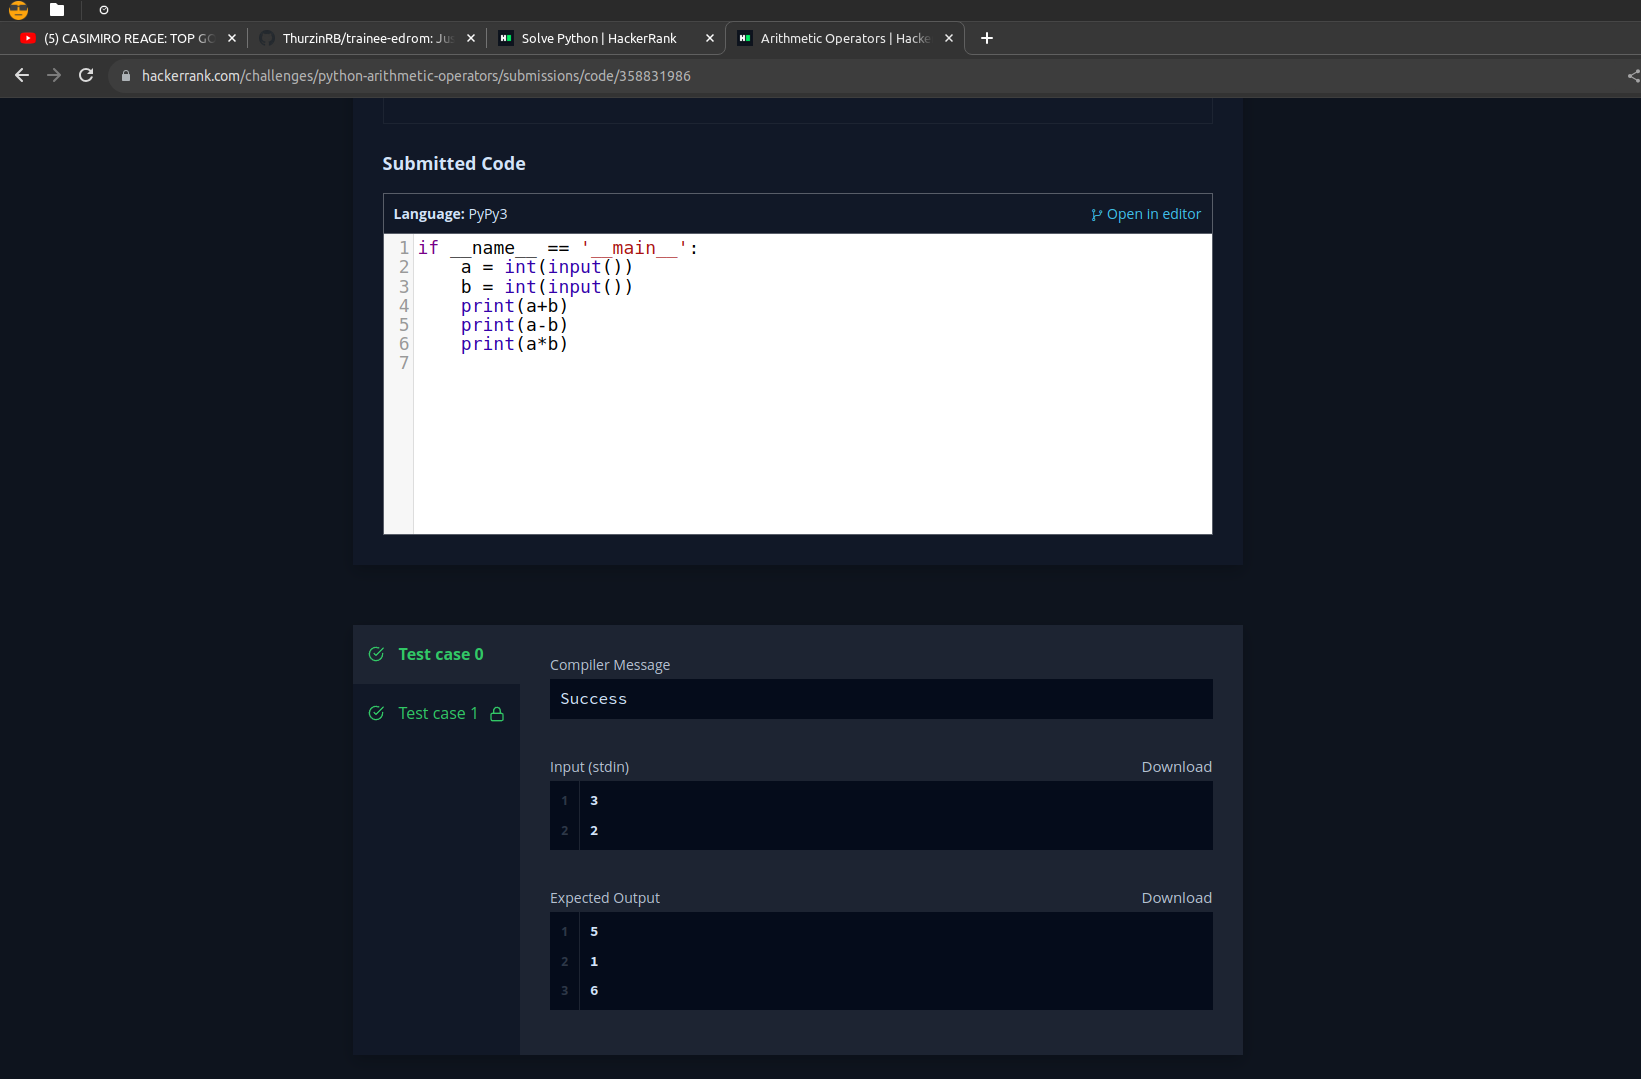 (5) CASIMIRO REAGE: TOP GO
ThurzinRB/trainee-edrom: Jus
Solve Python | HackerRank
Arithmetic Operators | Hacke
hackerrank.com/challenges/python-arithmetic-operators/submissions/code/358831986
Submitted Code
Language: PyPy3
Open in editor
1 if __name__ == '__main__':
2     a = int(input())
3     b = int(input())
4     print(a+b)
5     print(a-b)
6     print(a*b)
7
Test case 0
Test case 1
Compiler Message
Success
Input (stdin)
Download
1 3
2 2
Expected Output
Download
1 5
2 1
3 6